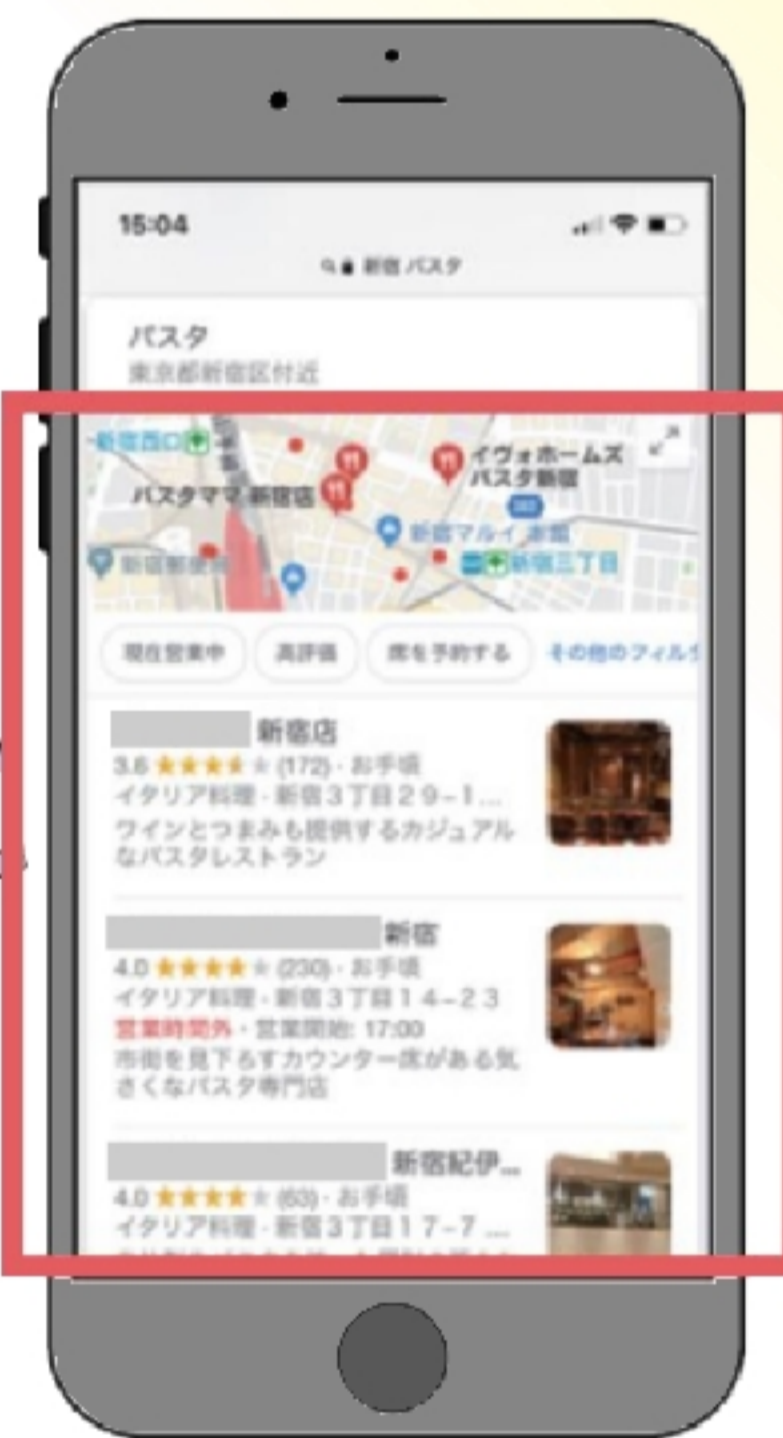 15:04
新宿 パスタ
パスタ
東京都新宿区付近
新宿西口
イヴォホームズ
パスタ新宿
パスタママ 新宿店
新宿マルイ 本館
新宿三丁目
現在営業中
高評価
席を予約する
その他のフィルタ
新宿店
3.6 (172)・お手頃
イタリア料理・新宿3丁目29−1...
ワインとつまみも提供するカジュアル
なパスタレストラン
新宿
4.0 (230)・お手頃
イタリア料理・新宿3丁目14−23
営業時間外・営業開始: 17:00
市街を見下ろすカウンター席がある気
さくなパスタ専門店
新宿紀伊...
4.0 (63)・お手頃
イタリア料理・新宿3丁目17−7 ...